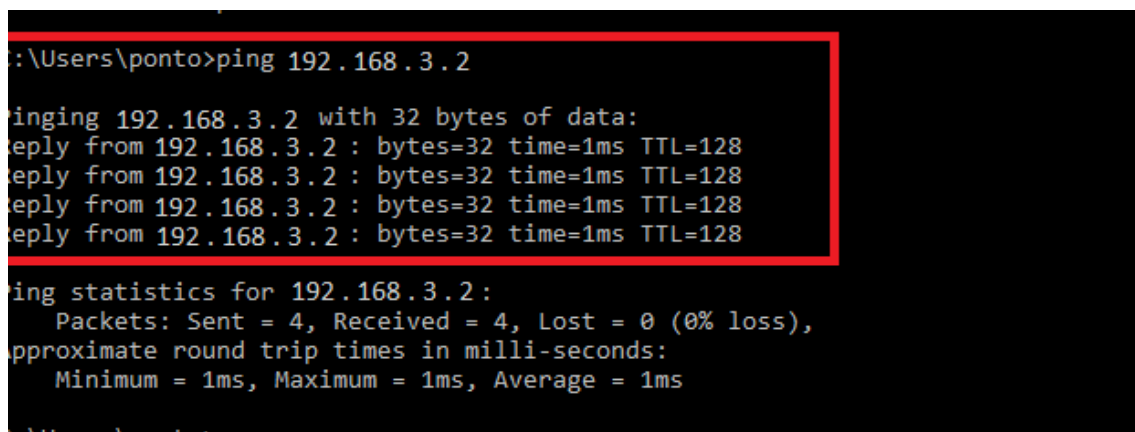 :\Users\ponto>ping 192.168.3.2
inging 192.168.3.2 with 32 bytes of data:
eply from 192.168.3.2: bytes=32 time=1ms TTL=128
eply from 192.168.3.2: bytes=32 time=1ms TTL=128
eply from 192.168.3.2: bytes=32 time=1ms TTL=128
eply from 192.168.3.2: bytes=32 time=1ms TTL=128
ing statistics for 192.168.3.2:
Packets: Sent = 4, Received = 4, Lost = 0 (0% loss),
pproximate round trip times in milli-seconds:
Minimum = 1ms, Maximum = 1ms, Average = 1ms